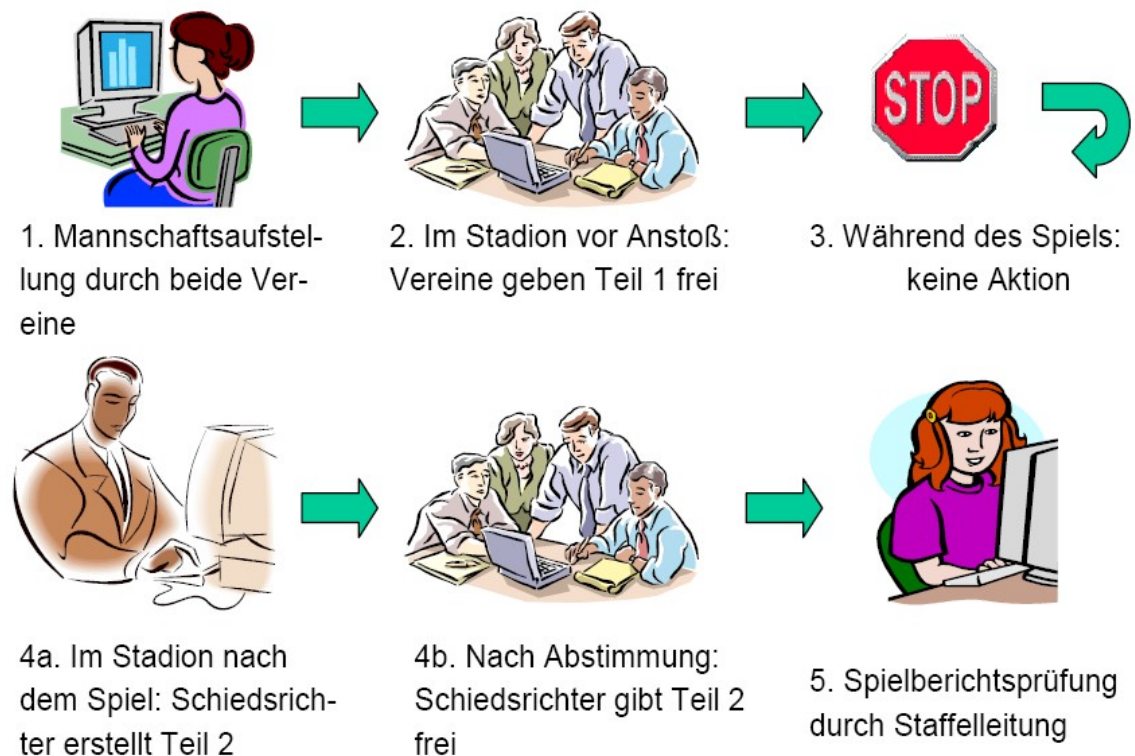 STOP
1. Mannschaftsaufstel-
lung durch beide Ver-
eine
2. Im Stadion vor Anstoß:
Vereine geben Teil 1 frei
3. Während des Spiels:
keine Aktion
4a. Im Stadion nach
dem Spiel: Schiedsrich-
ter erstellt Teil 2
4b. Nach Abstimmung:
Schiedsrichter gibt Teil 2
frei
5. Spielberichtsprüfung
durch Staffelleitung